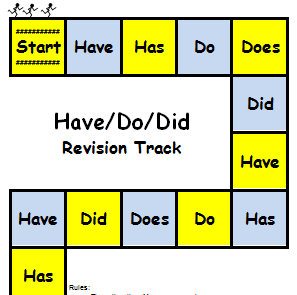 ##########
Start Have Has Do Does
##########
Did
Have/Do/Did
Revision Track
Have
Have Did Does Do Has
Has
Rules: